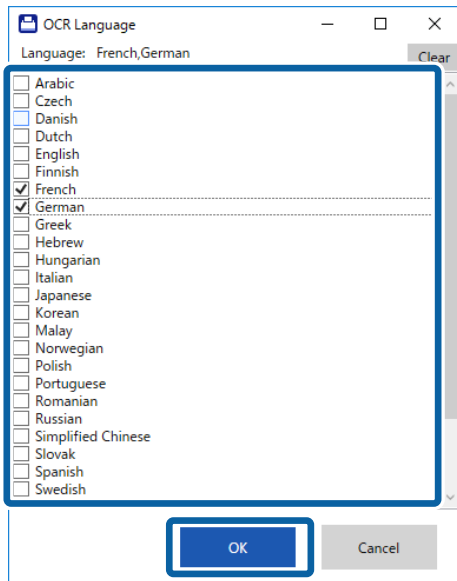 OCR Language
Language: French,German
Clear
Arabic
Czech
Danish
Dutch
English
Finnish
French
German
Greek
Hebrew
Hungarian
Italian
Japanese
Korean
Malay
Norwegian
Polish
Portuguese
Romanian
Russian
Simplified Chinese
Slovak
Spanish
Swedish
OK Cancel